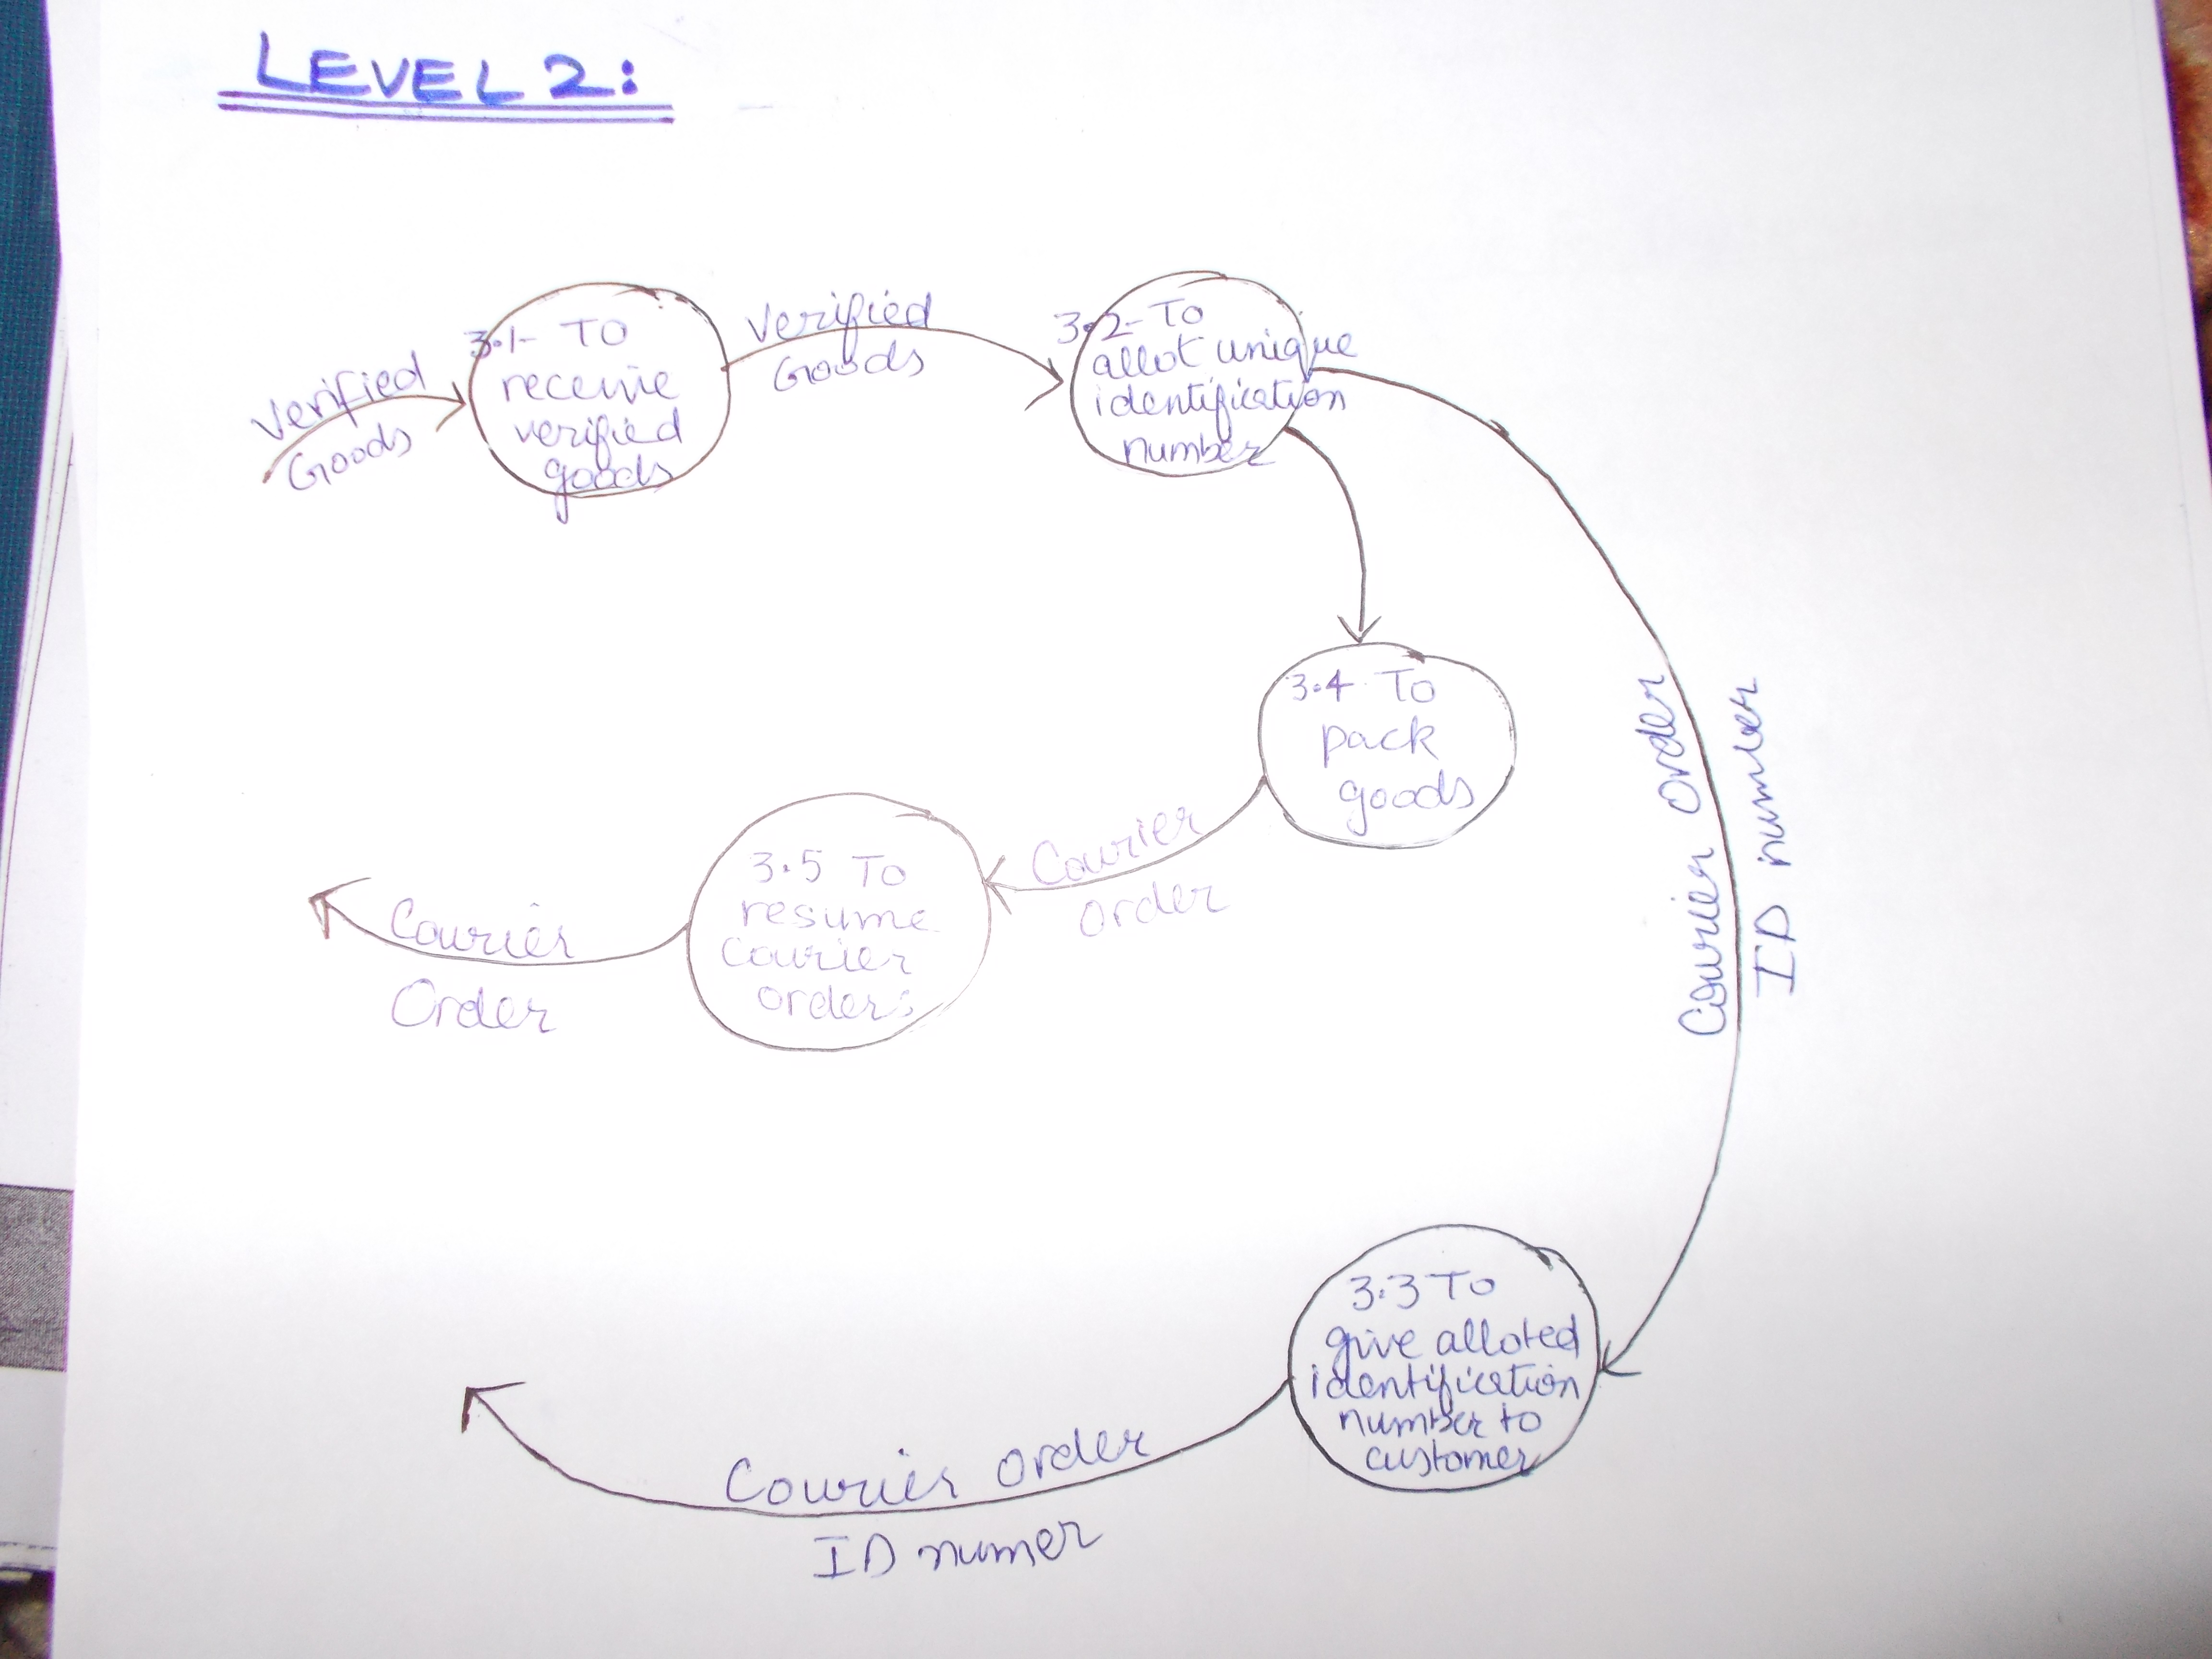 LEVEL 2:
Verified
Goods
3.1- TO
receive
verified
goods
Verified
Goods
3.2- To
allot unique
identification
number
3.4 To
pack
goods
Courier Order
ID number
Courier
order
3.5 To
resume
Courier
orders
Courier
Order
3.3 To
give alloted
identification
number to
customer
Courier order
ID numer